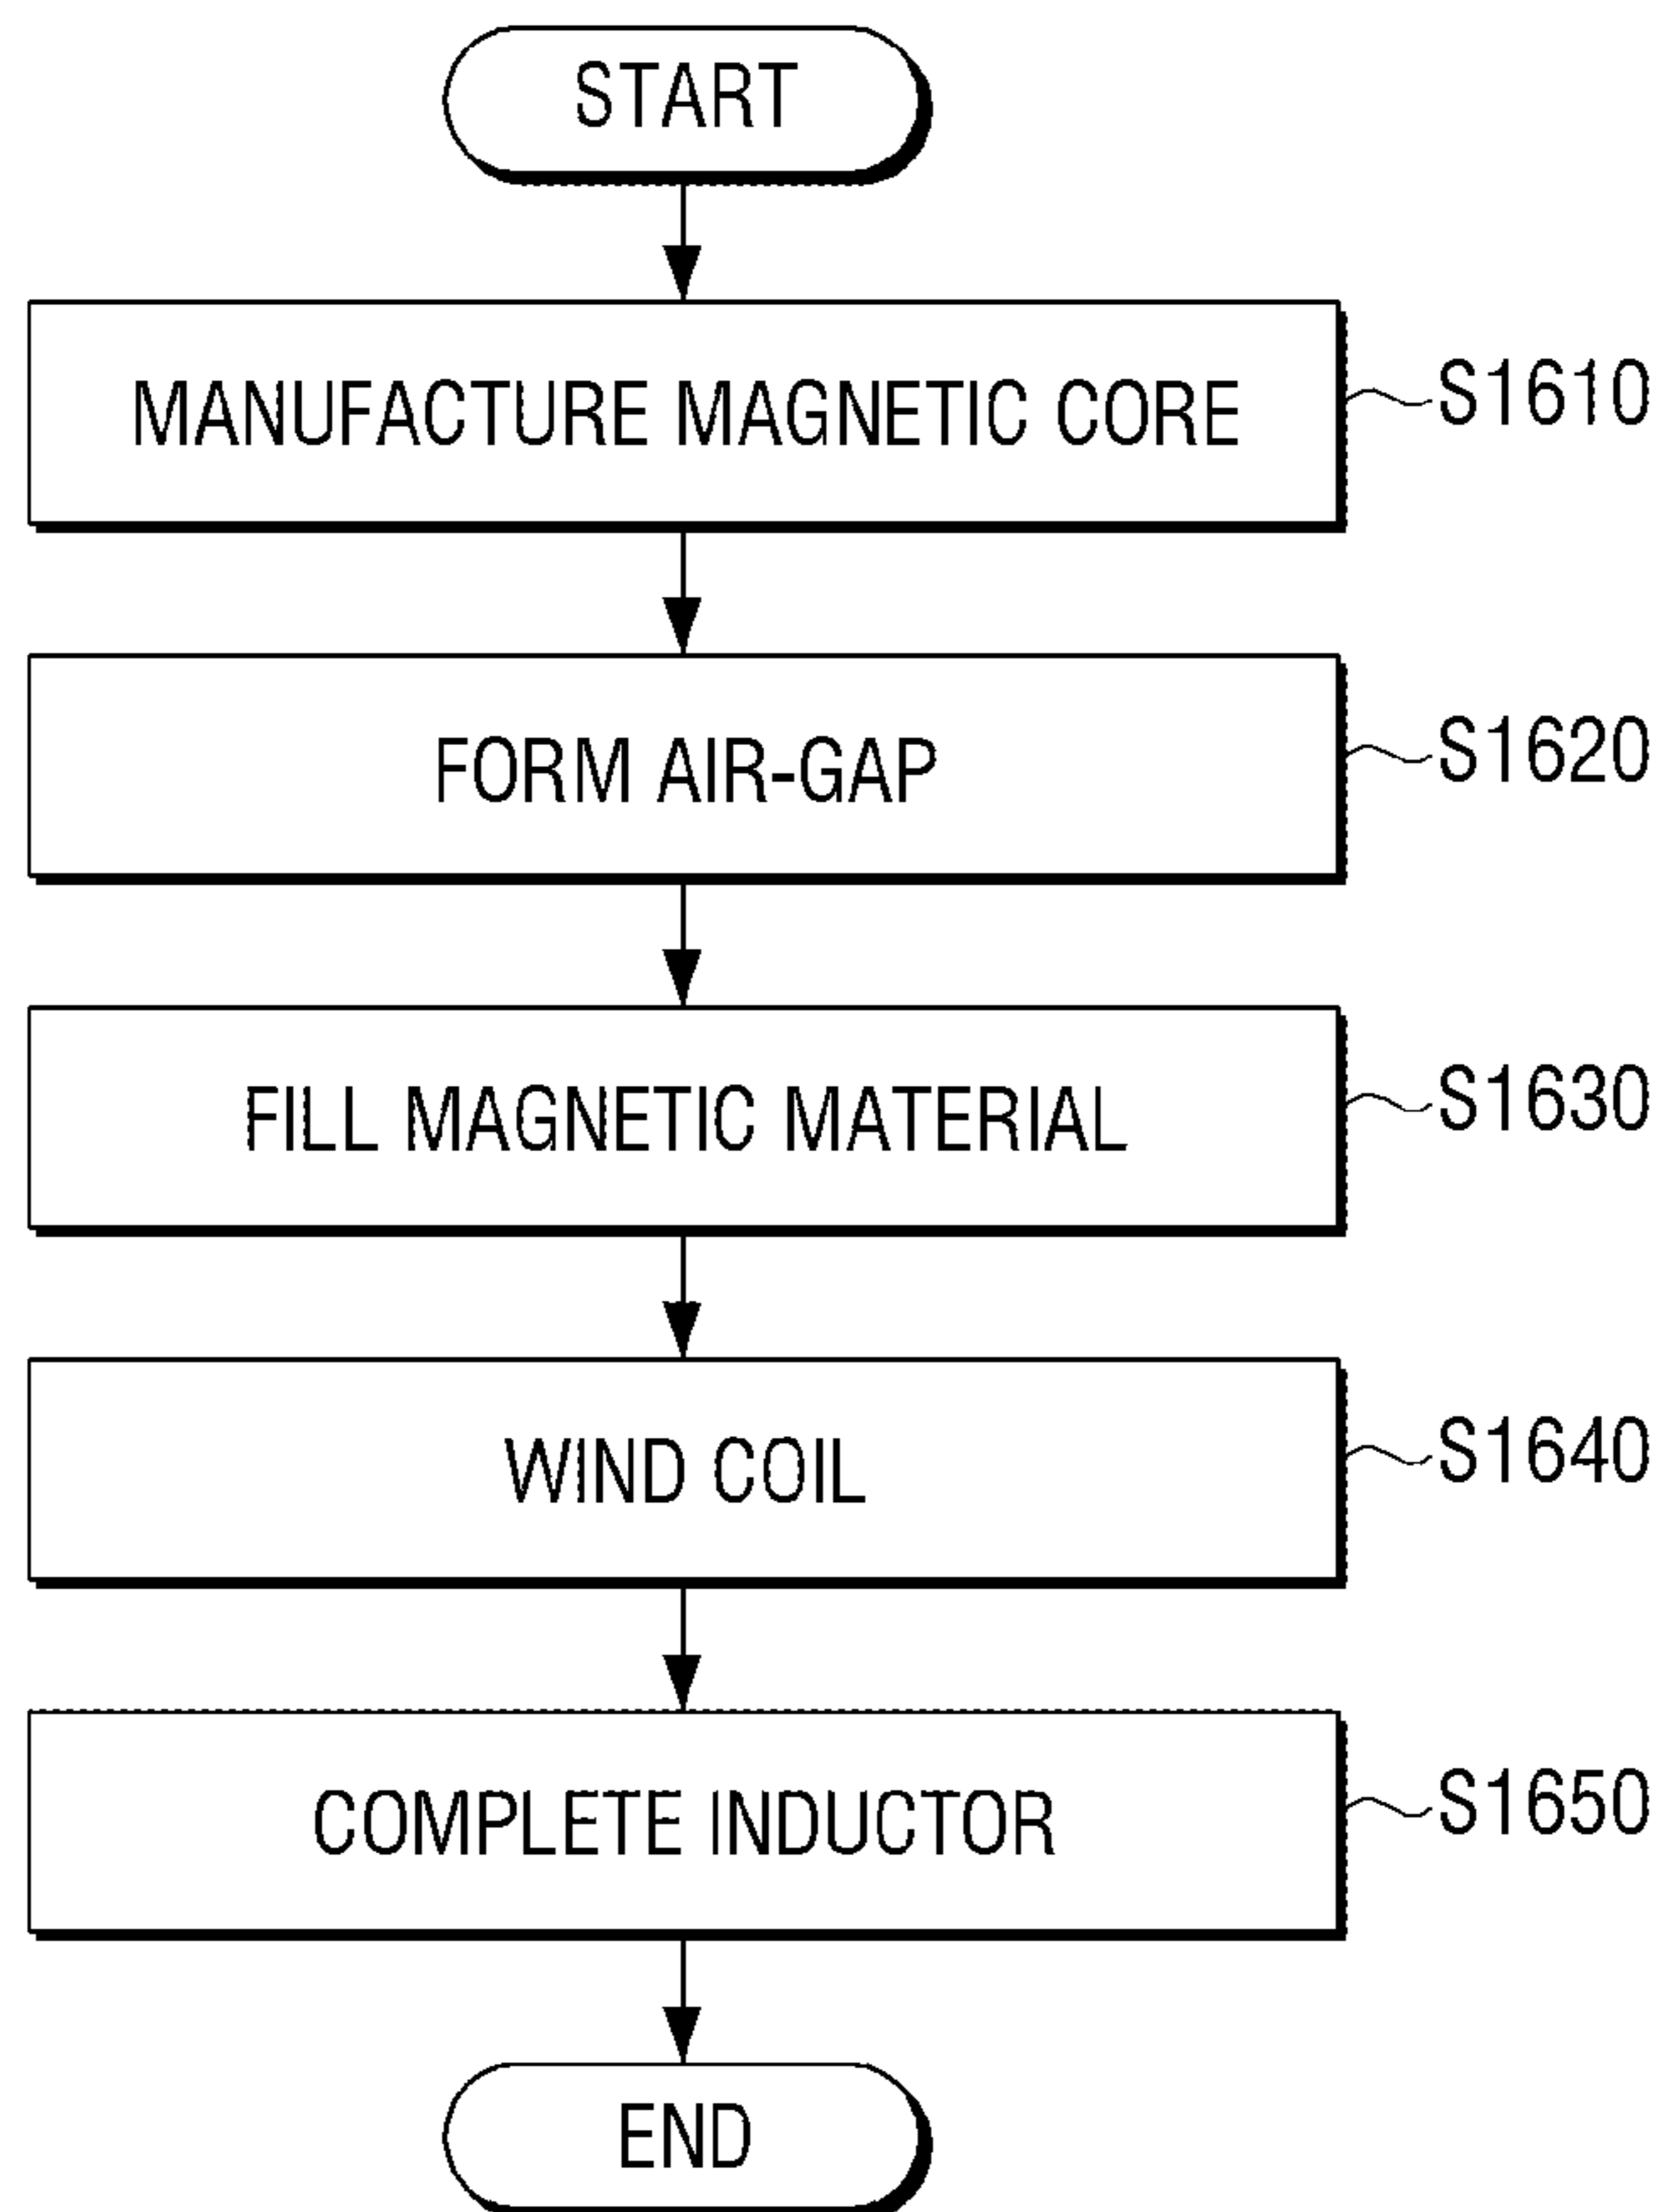 START
MANUFACTURE MAGNETIC CORE
S1610
FORM AIR-GAP
S1620
FILL MAGNETIC MATERIAL
S1630
WIND COIL
S1640
COMPLETE INDUCTOR
S1650
END